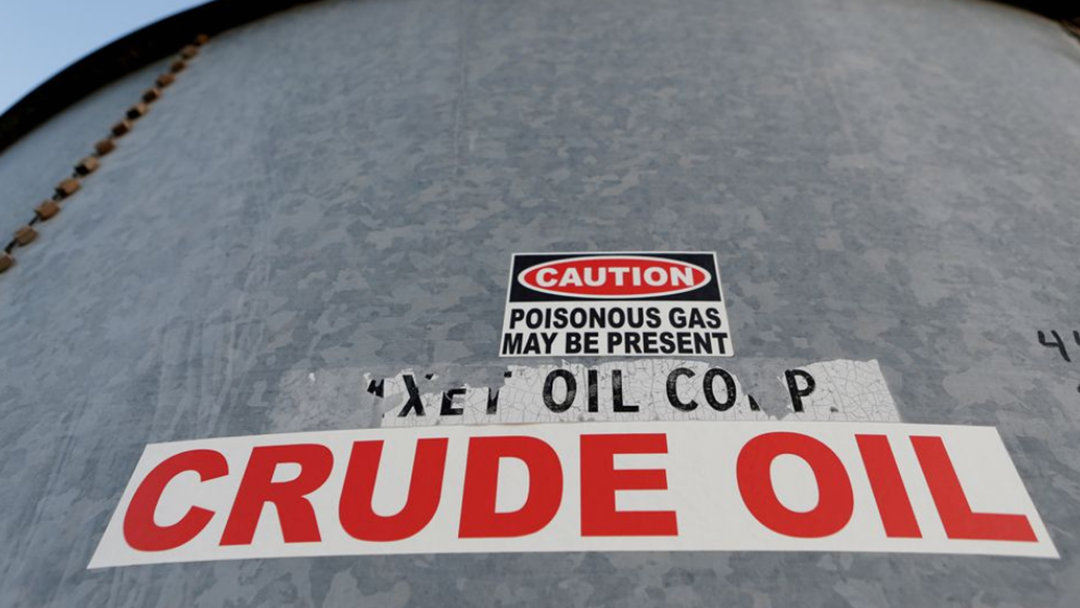 CAUTION
POISONOUS GAS
MAY BE PRESENT
OIL
CRUDE OIL